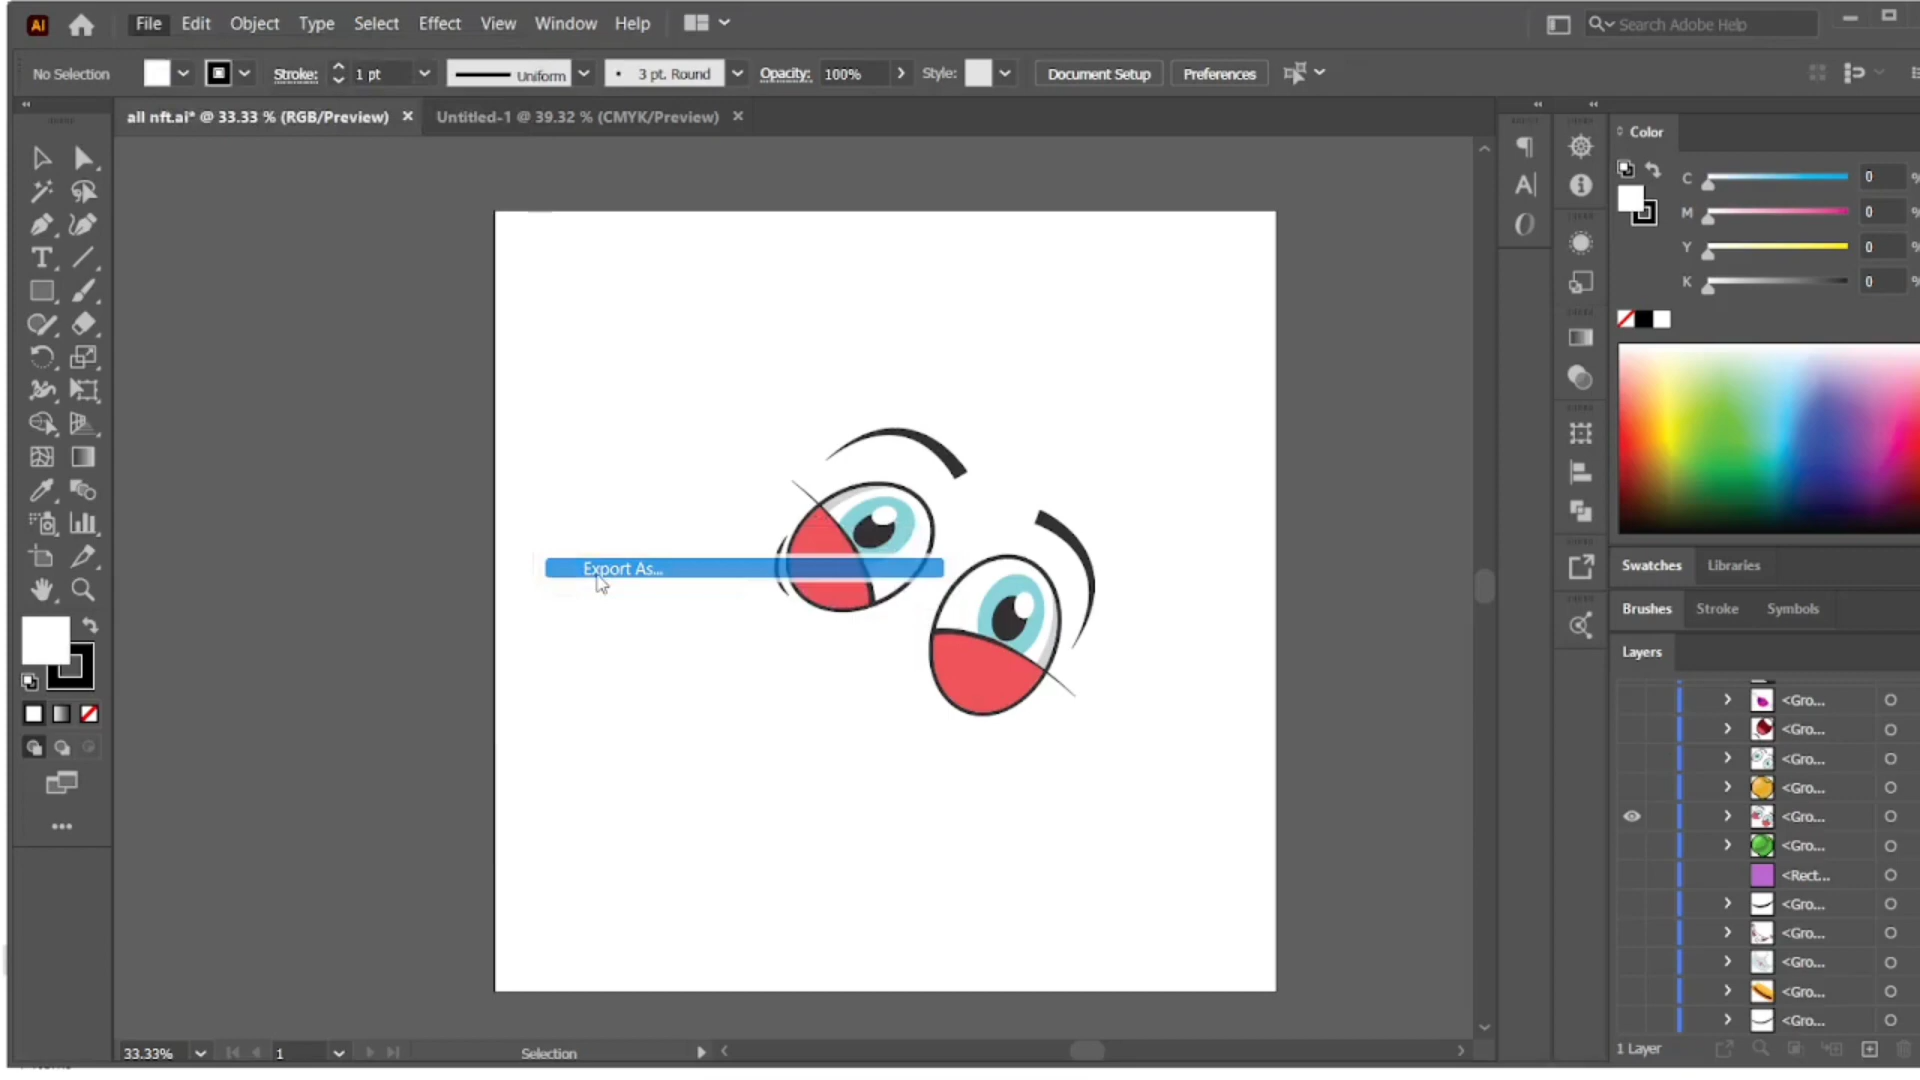 Ai File Edit Object Type Select Effect View Window Help Search Adobe Help
No Selection Stroke: 1 pt Uniform 3 pt. Round Opacity: 100% Style: Document Setup Preferences
all nft.ai* @ 33.33 % (RGB/Preview) × Untitled-1 @ 39.32 % (CMYK/Preview) ×
Color
C 0 %
M 0 %
Y 0 %
K 0 %
Export As...
Swatches Libraries
Brushes Stroke Symbols
Layers
<Gro...
<Gro...
<Gro...
<Gro...
<Gro...
<Gro...
<Rect...
<Gro...
<Gro...
<Gro...
<Gro...
<Gro...
1 Layer
33.33% 1 Selection